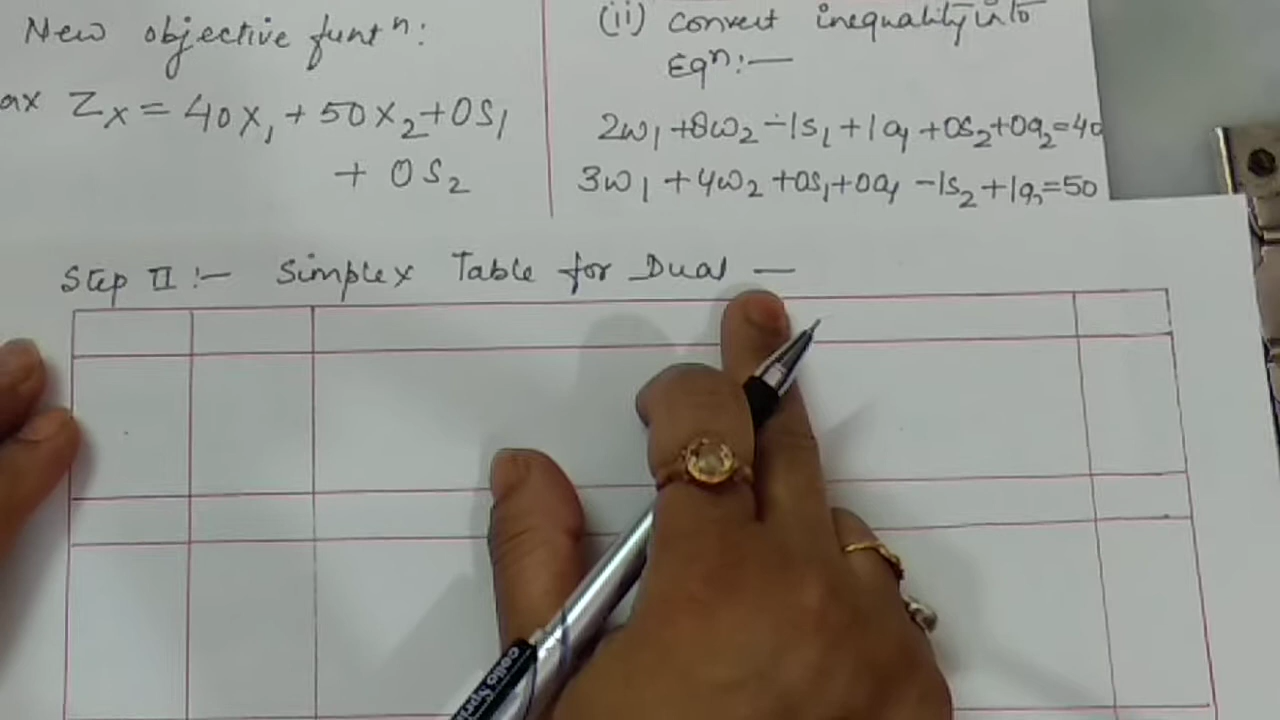 New objective funtⁿ:
ax Zx = 40x₁ + 50x₂ + 0s₁
+ 0s₂
(ii) convert inequality into
Eqⁿ:—
2w₁ + 8w₂ - 1s₁ + 1a₁ + 0s₂ + 0a₂ = 40
3w₁ + 4w₂ + 0s₁ + 0a₁ - 1s₂ + 1a₂ = 50
Step II :- Simplex Table for Dual —
cello